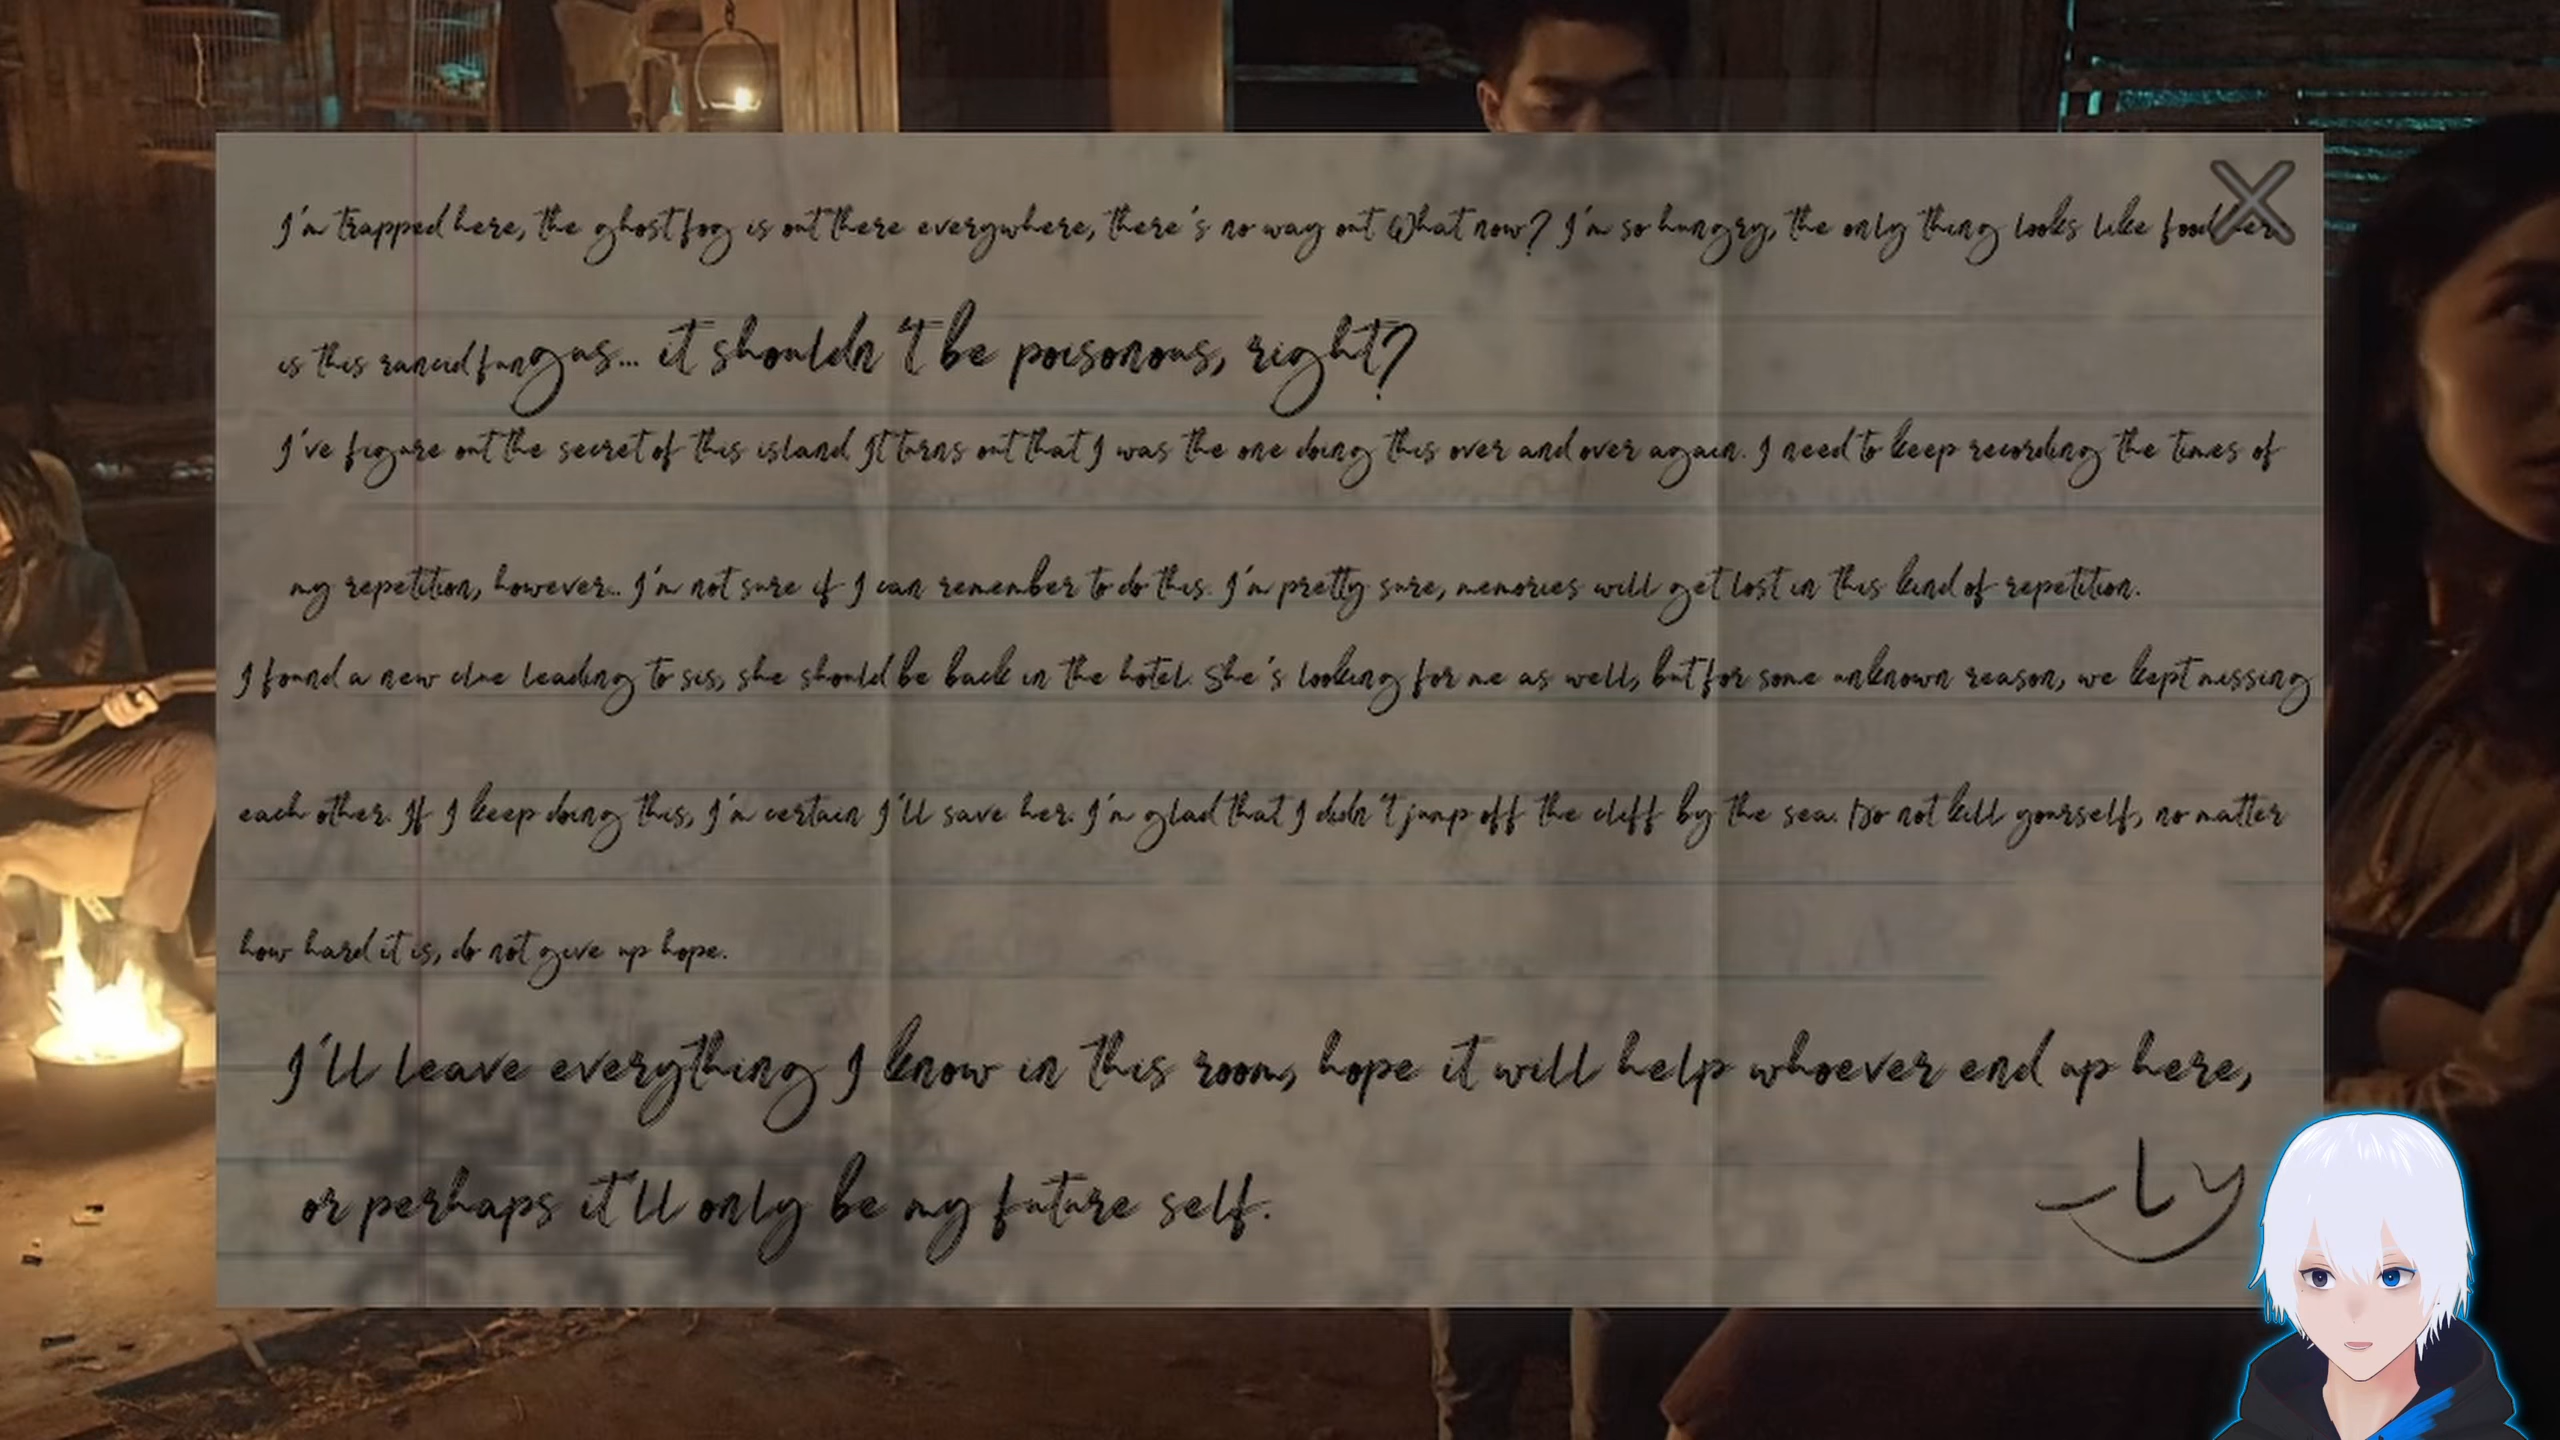 I'm trapped here, the ghost fog is out there everywhere, there's no way out What now? I'm so hungry, the only thing looks like food
is this rancid fungus... it shouldn't be poisonous, right?
I've figure out the secret of this island. It turns out that I was the one doing this over and over again. I need to keep recording the times of
my repetition, however... I'm not sure if I can remember to do this. I'm pretty sure, memories will get lost in this kind of repetition.
I found a new clue leading to sis, she should be back in the hotel. She's looking for me as well, but for some unknown reason, we kept missing
each other. If I keep doing this, I'm certain I'll save her. I'm glad that I didn't jump off the cliff by the sea. Do not kill yourself, no matter
how hard it is, do not give up hope.
I'll leave everything I know in this room, hope it will help whoever end up here,
or perhaps it'll only be my future self.
-Ly